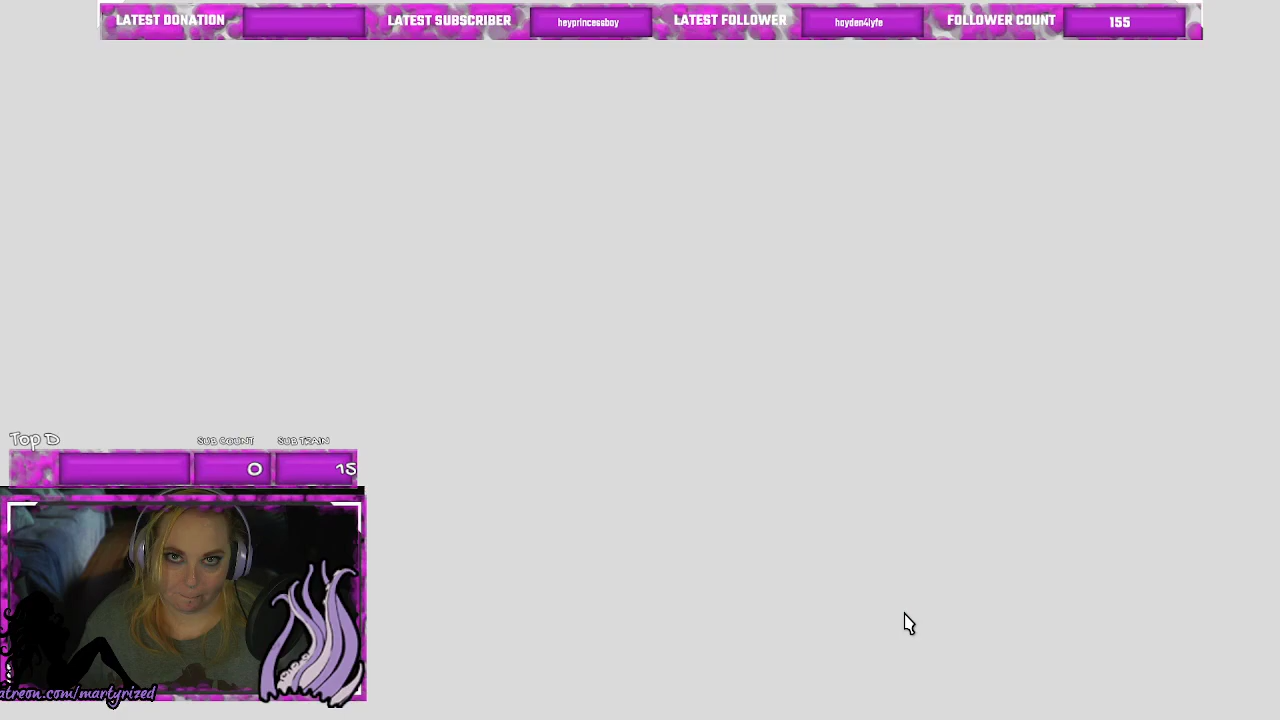 LATEST DONATION
LATEST SUBSCRIBER
heyprincessboy
LATEST FOLLOWER
hayden4lyfe
FOLLOWER COUNT
155
Top D
SUB COUNT
SUB TRAIN
0
15
atreon.com/martyrized